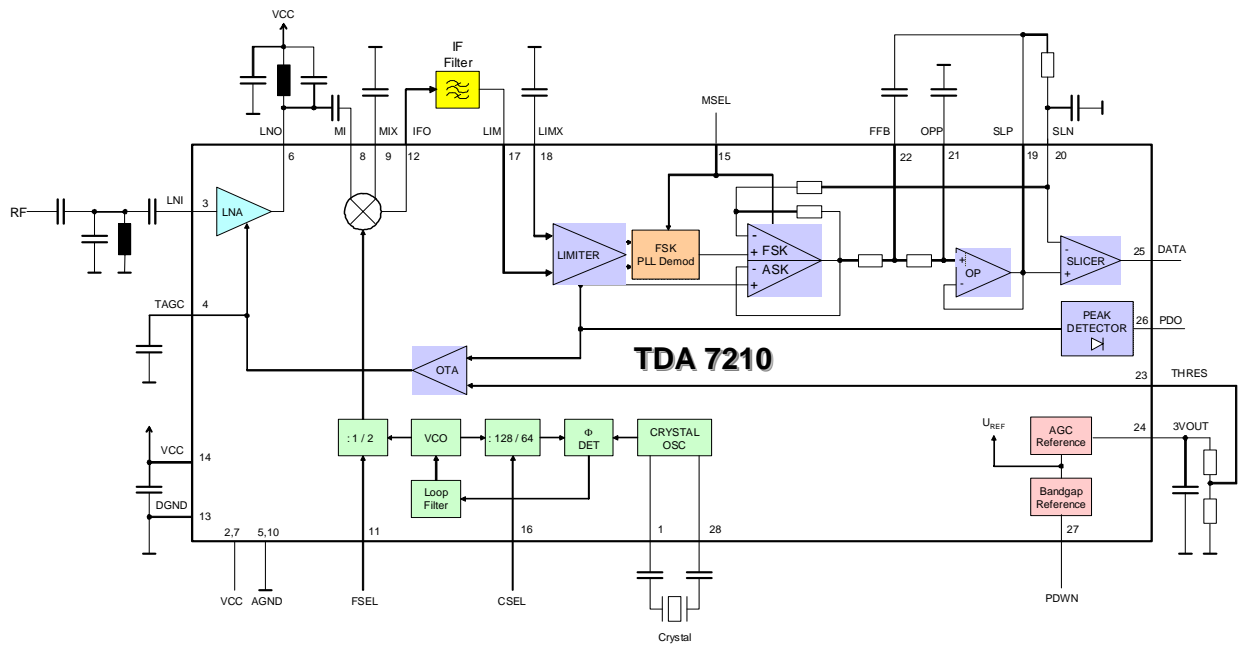 VCC
IF
Filter
MSEL
LNO
MI
MIX
IFO
LIM
LIMX
FFB
OPP
SLP
SLN
6
8
9
12
17
18
15
22
21
19
20
RF
LNI
3
LNA
LIMITER
FSK
PLL Demod
-
+ FSK
- ASK
+
+
-
OP
-
+
SLICER
25
DATA
TAGC
4
PEAK
DETECTOR
26
PDO
TDA 7210
OTA
23
THRES
: 1 / 2
VCO
: 128 / 64
Φ
DET
CRYSTAL
OSC
UREF
AGC
Reference
24
3VOUT
VCC
14
Loop
Filter
Bandgap
Reference
DGND
13
2,7
5,10
11
16
1
28
27
VCC
AGND
FSEL
CSEL
PDWN
Crystal